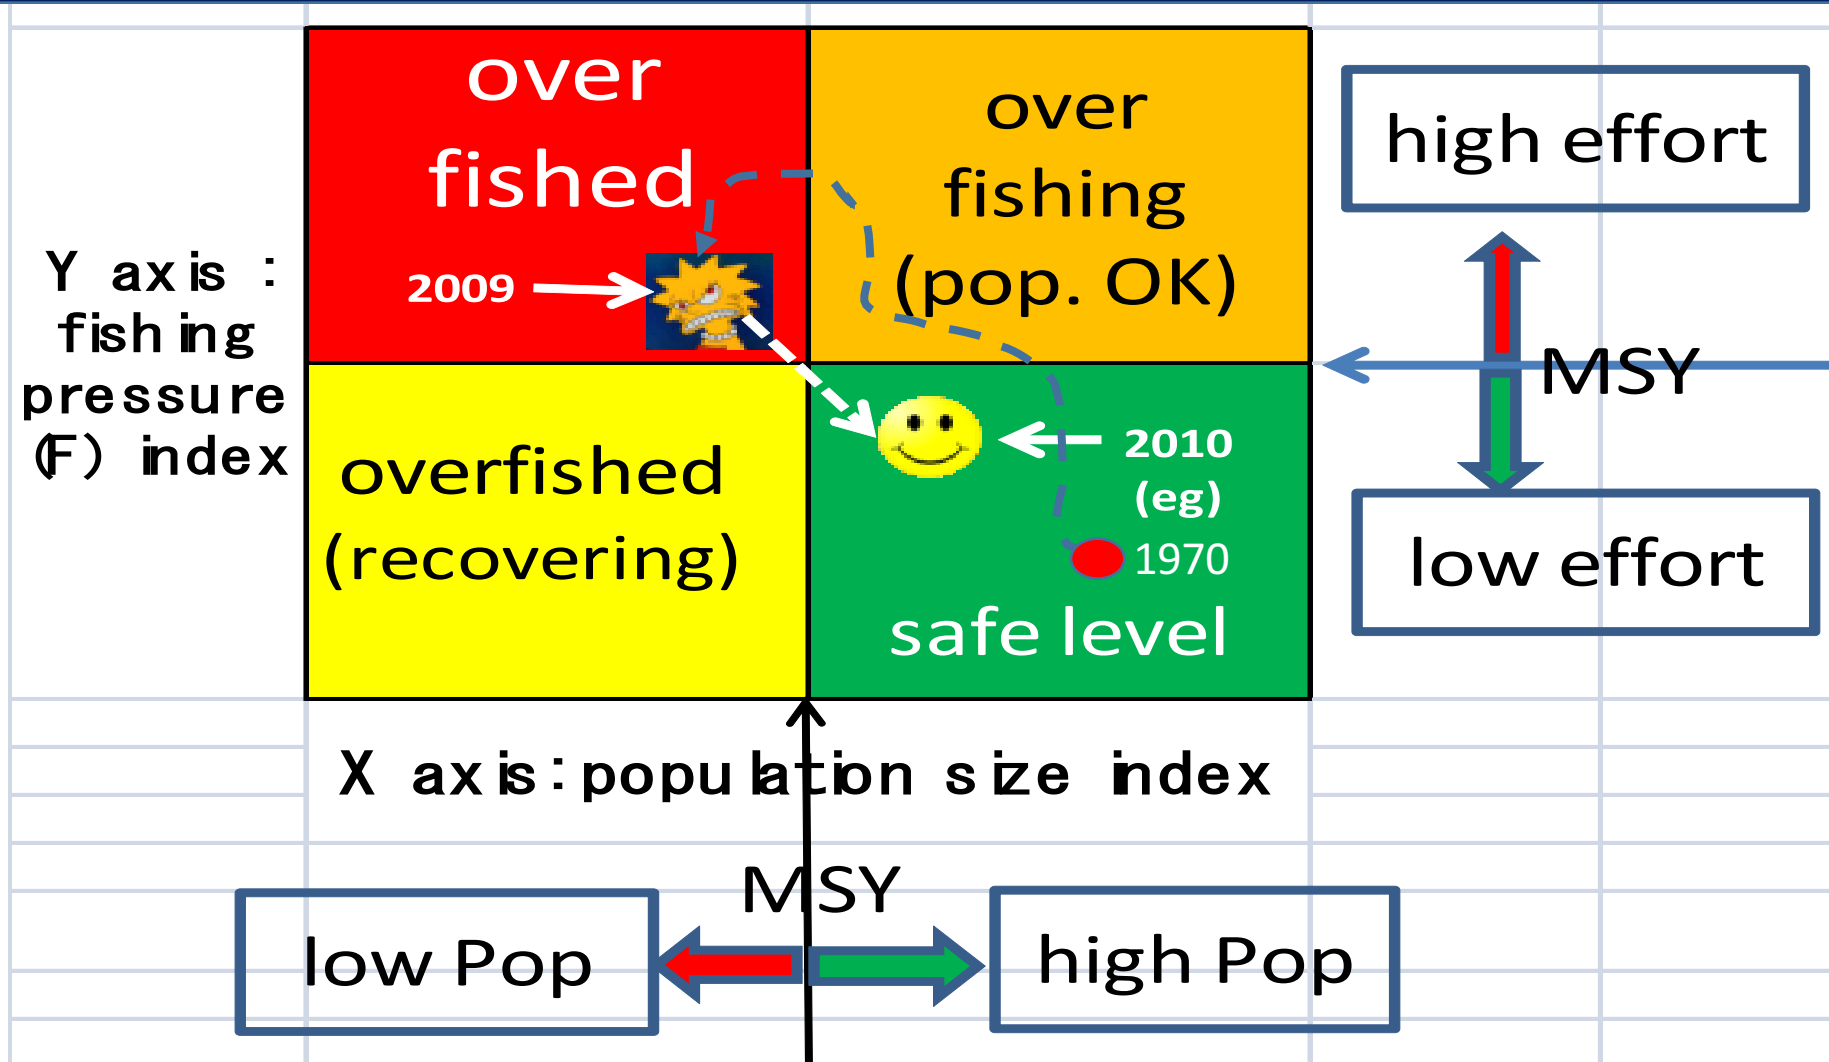 over
fished
over
fishing
(pop. OK)
high effort
Y axis :
fishing
pressure
(F) index
2009
MSY
overfished
(recovering)
2010
(eg)
1970
safe level
low effort
X axis:population size index
MSY
low Pop
high Pop